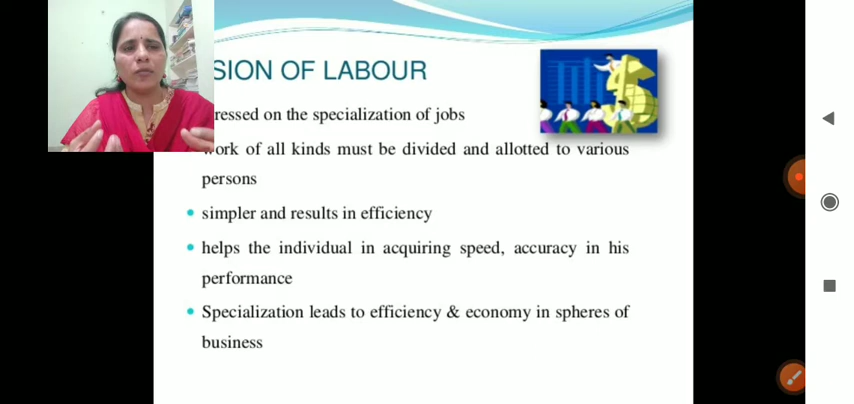 SION OF LABOUR
ressed on the specialization of jobs
work of all kinds must be divided and allotted to various
persons
simpler and results in efficiency
helps the individual in acquiring speed, accuracy in his
performance
Specialization leads to efficiency & economy in spheres of
business